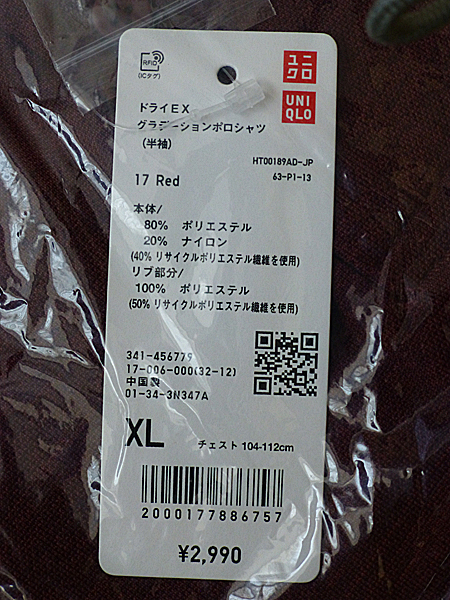 RFID
(ICタグ)
ユニ
クロ
UNI
QLO
ドライEX
グラデーションポロシャツ
(半袖)
HT00189AD-JP
17 Red
63-P1-13
本体/
80% ポリエステル
20% ナイロン
(40% リサイクルポリエステル繊維を使用)
リブ部分/
100% ポリエステル
(50% リサイクルポリエステル繊維を使用)
341-456779
17-006-000(32-12)
中国製
01-34-3N347A
XL チェスト 104-112cm
2000177886757
¥2,990